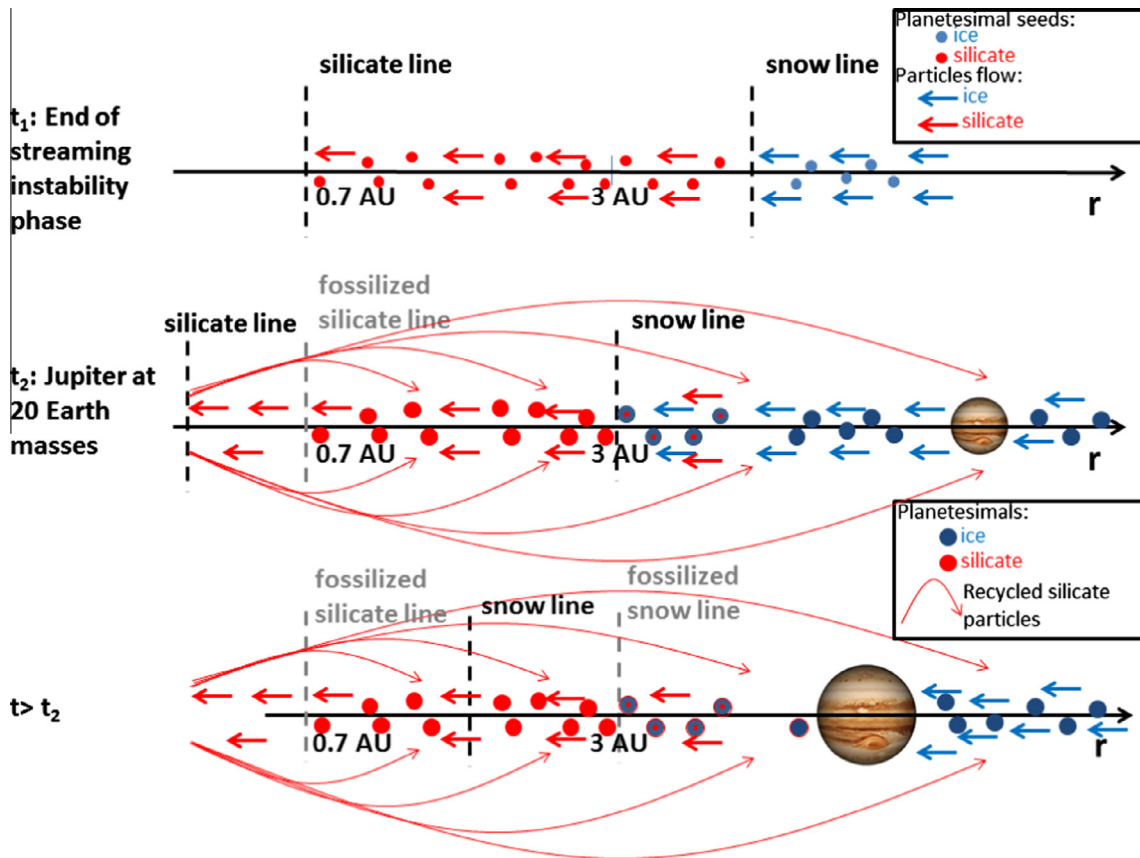 Planetesimal seeds:
ice
silicate
Particles flow:
ice
silicate
silicate line
snow line
t1: End of
streaming
instability
phase
0.7 AU
3 AU
r
fossilized
silicate line
silicate line
snow line
t2: Jupiter at
20 Earth
masses
0.7 AU
3 AU
r
Planetesimals:
ice
silicate
Recycled silicate
particles
fossilized
silicate line
snow line
fossilized
snow line
t> t2
0.7 AU
3 AU
r